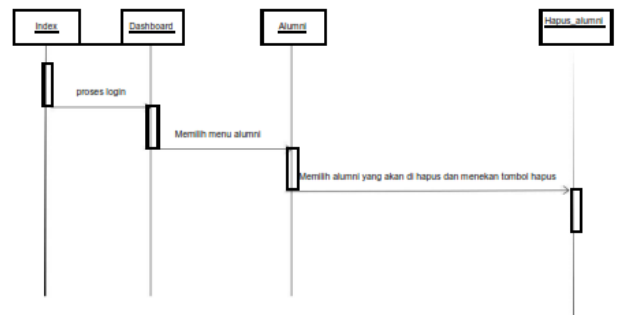 Index
Dashboard
Alumni
Hapus_alumni
proses login
Memilih menu alumni
Memilih alumni yang akan di hapus dan menekan tombol hapus